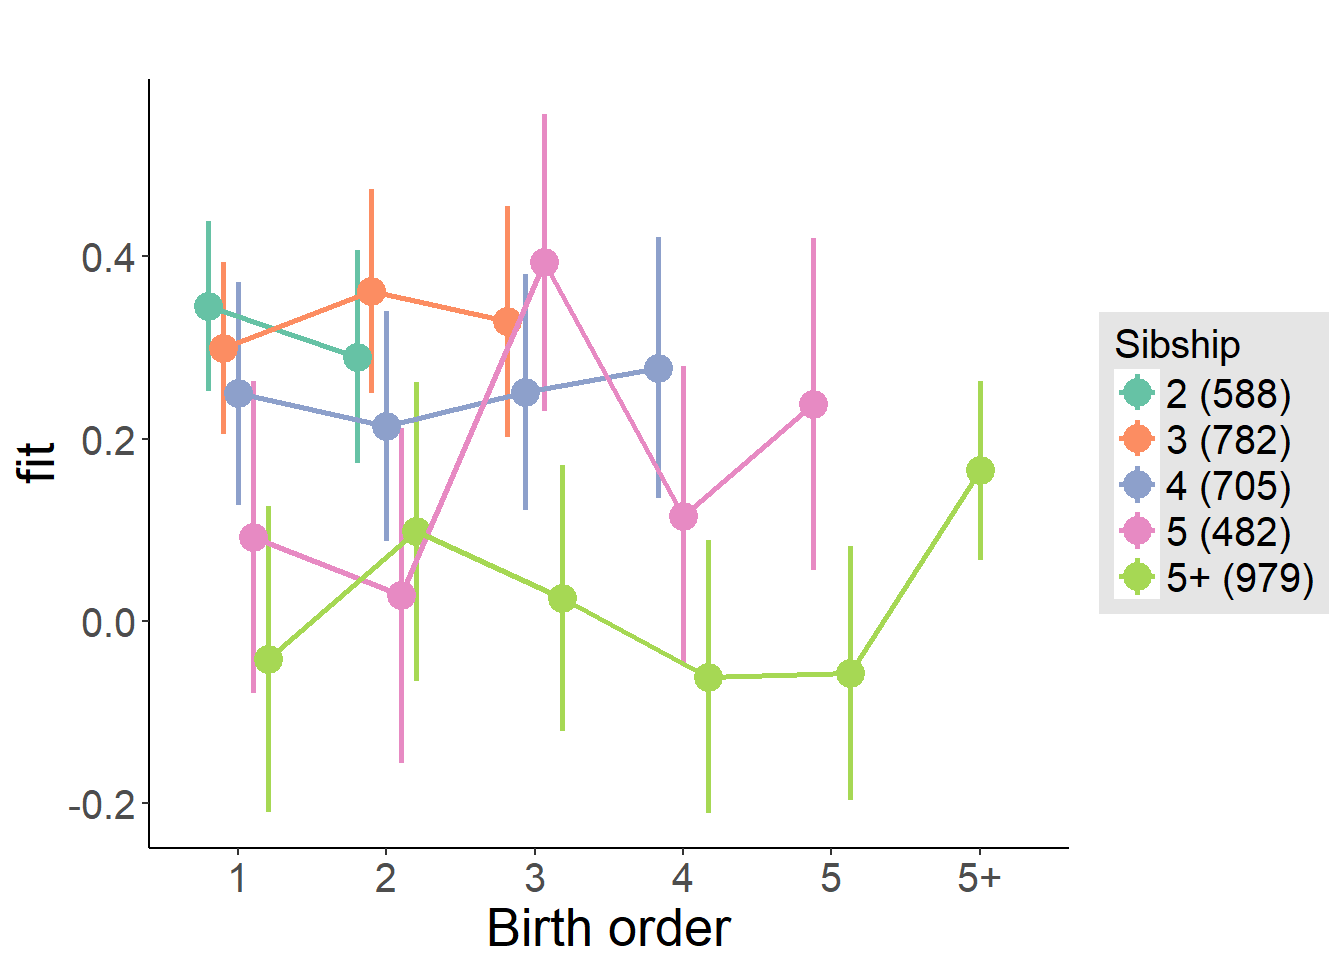 fit
0.4
0.2
0.0
-0.2
1 2 3 4 5 5+
Birth order
Sibship
2 (588)
3 (782)
4 (705)
5 (482)
5+ (979)